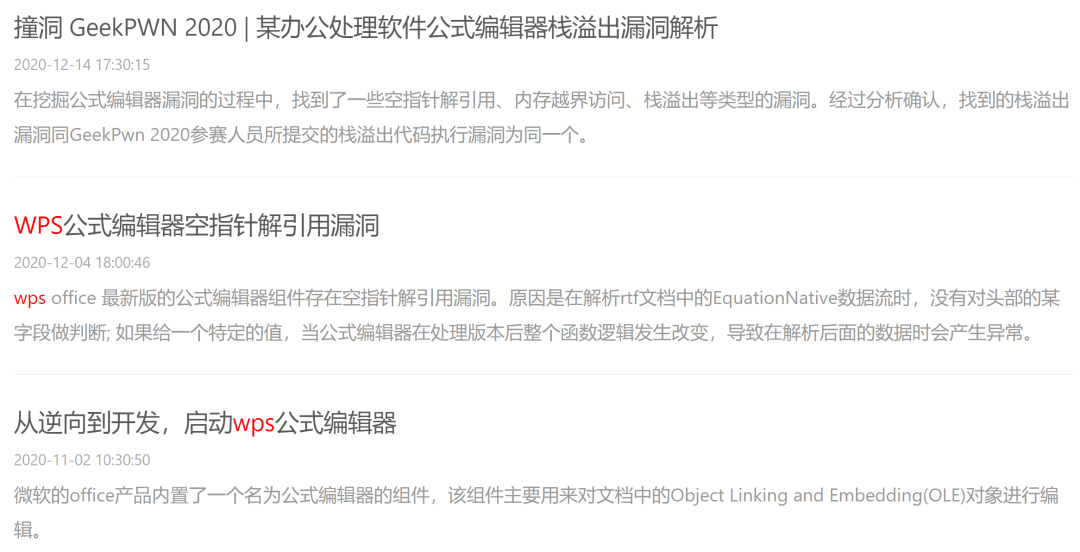 撞洞 GeekPWN 2020 | 某办公处理软件公式编辑器栈溢出漏洞解析
2020-12-14 17:30:15
在挖掘公式编辑器漏洞的过程中，找到了一些空指针解引用、内存越界访问、栈溢出等类型的漏洞。经过分析确认，找到的栈溢出
漏洞同GeekPwn 2020参赛人员所提交的栈溢出代码执行漏洞为同一个。
WPS公式编辑器空指针解引用漏洞
2020-12-04 18:00:46
wps office 最新版的公式编辑器组件存在空指针解引用漏洞。原因是在解析rtf文档中的EquationNative数据流时，没有对头部的某
字段做判断; 如果给一个特定的值，当公式编辑器在处理版本后整个函数逻辑发生改变，导致在解析后面的数据时会产生异常。
从逆向到开发，启动wps公式编辑器
2020-11-02 10:30:50
微软的office产品内置了一个名为公式编辑器的组件，该组件主要用来对文档中的Object Linking and Embedding(OLE)对象进行编
辑。